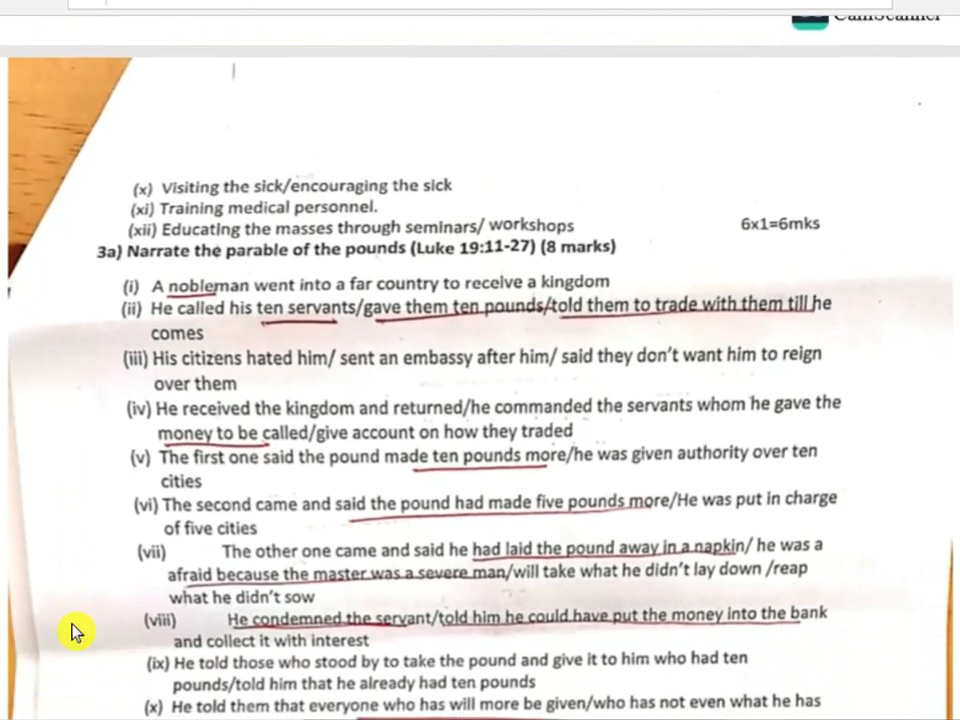 CamScanner
(x) Visiting the sick/encouraging the sick
(xi) Training medical personnel.
(xii) Educating the masses through seminars/ workshops 6x1=6mks
3a) Narrate the parable of the pounds (Luke 19:11-27) (8 marks)
(i) A nobleman went into a far country to receive a kingdom
(ii) He called his ten servants/gave them ten pounds/told them to trade with them till he
comes
(iii) His citizens hated him/ sent an embassy after him/ said they don't want him to reign
over them
(iv) He received the kingdom and returned/he commanded the servants whom he gave the
money to be called/give account on how they traded
(v) The first one said the pound made ten pounds more/he was given authority over ten
cities
(vi) The second came and said the pound had made five pounds more/He was put in charge
of five cities
(vii) The other one came and said he had laid the pound away in a napkin/ he was a
afraid because the master was a severe man/will take what he didn't lay down /reap
what he didn't sow
(viii) He condemned the servant/told him he could have put the money into the bank
and collect it with interest
(ix) He told those who stood by to take the pound and give it to him who had ten
pounds/told him that he already had ten pounds
(x) He told them that everyone who has will more be given/who has not even what he has